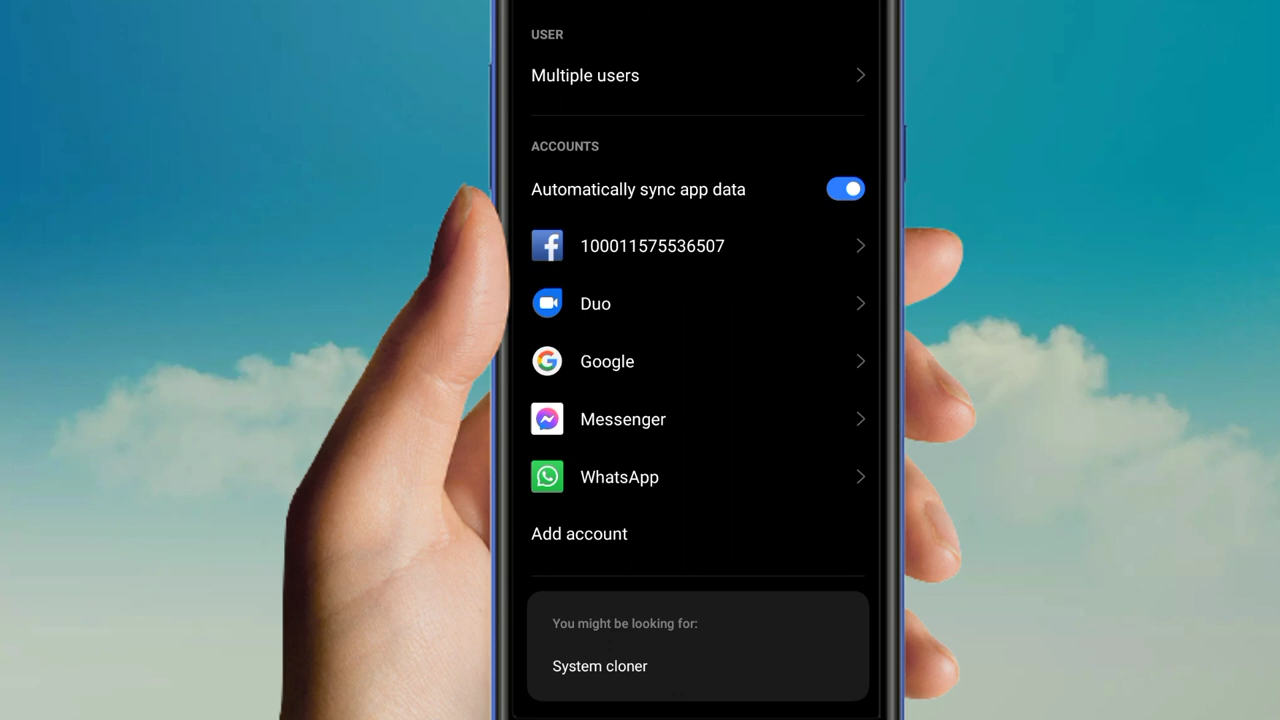 USER
Multiple users
ACCOUNTS
Automatically sync app data
100011575536507
Duo
Google
Messenger
WhatsApp
Add account
You might be looking for:
System cloner